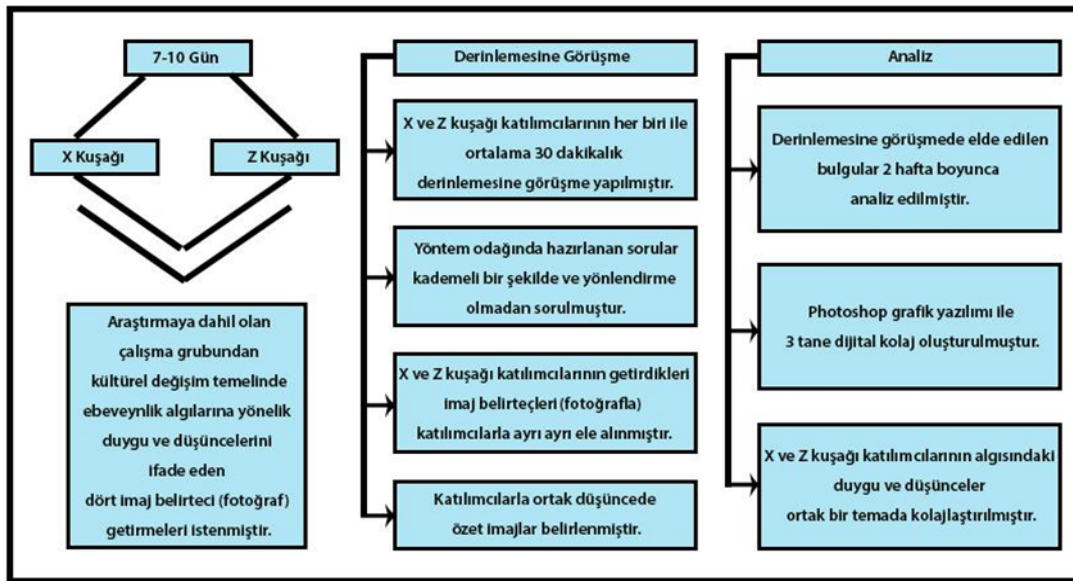 7-10 Gün
X Kuşağı
Z Kuşağı
Araştırmaya dahil olan
çalışma grubundan
kültürel değişim temelinde
ebeveynlik algılarına yönelik
duygu ve düşüncelerini
ifade eden
dört imaj belirteci (fotoğraf)
getirmeleri istenmiştir.
Derinlemesine Görüşme
X ve Z kuşağı katılımcılarının her biri ile
ortalama 30 dakikalık
derinlemesine görüşme yapılmıştır.
Yöntem odağında hazırlanan sorular
kademeli bir şekilde ve yönlendirme
olmadan sorulmuştur.
X ve Z kuşağı katılımcılarının getirdikleri
imaj belirteçleri (fotoğrafla)
katılımcılarla ayrı ayrı ele alınmıştır.
Katılımcılarla ortak düşüncede
özet imajlar belirlenmiştir.
Analiz
Derinlemesine görüşmede elde edilen
bulgular 2 hafta boyunca
analiz edilmiştir.
Photoshop grafik yazılımı ile
3 tane dijital kolaj oluşturulmuştur.
X ve Z kuşağı katılımcılarının algısındaki
duygu ve düşünceler
ortak bir temada kolajlaştırılmıştır.